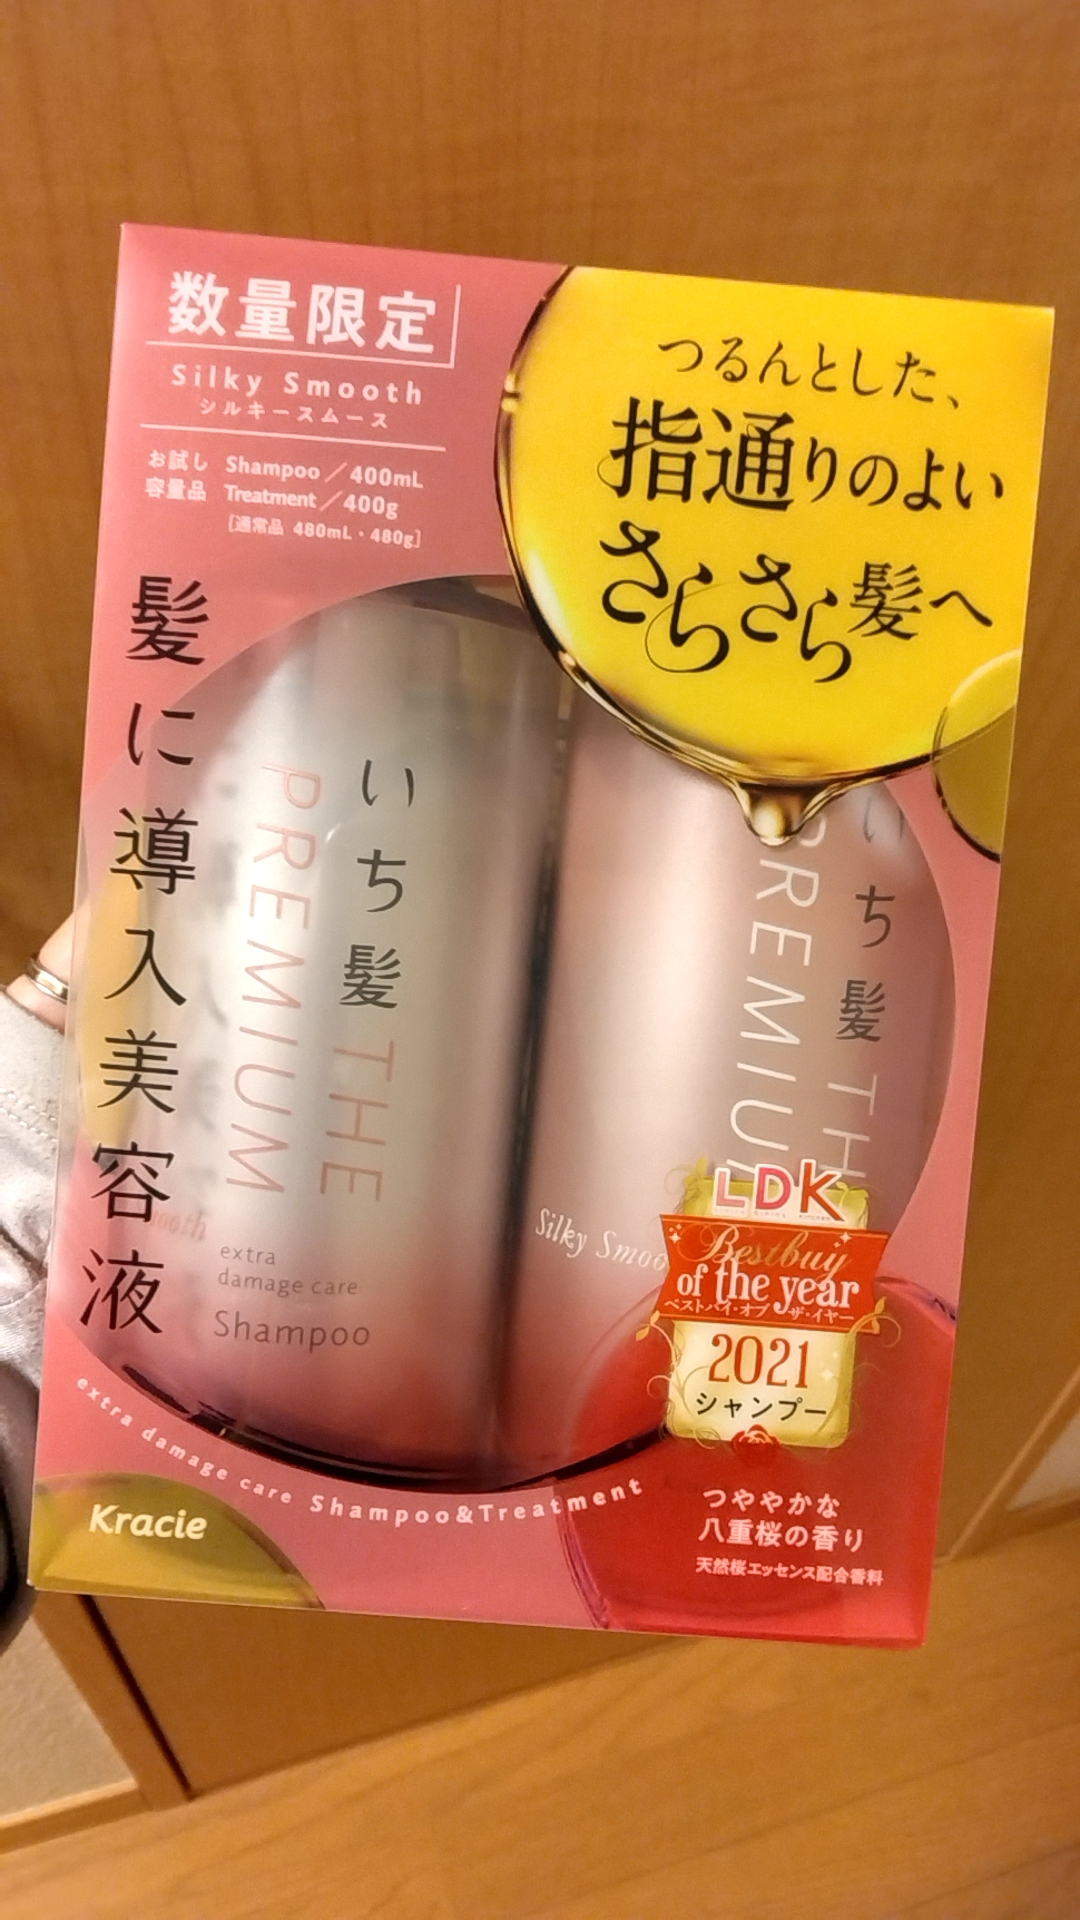 数量限定
Silky Smooth
シルキースムース
お試し
容量品
Shampoo／400mL
Treatment／400g
[通常品 480mL・480g]
つるんとした、
指通りのよい
さらさら髪へ
髪に導入美容液
いち髪 THE
PREMIUM
extra
damage care
Shampoo
いち髪 TH
PREMIU
Silky Smoo
LDK
Bestbuy
of the year
ベストバイ・オブ ザ・イヤー
2021
シャンプー
extra damage care Shampoo&Treatment
Kracie
つややかな
八重桜の香り
天然桜エッセンス配合香料